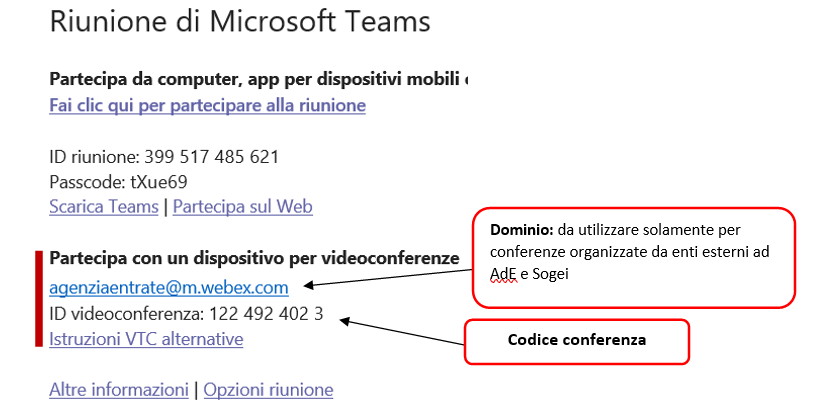 Riunione di Microsoft Teams
Partecipa da computer, app per dispositivi mobili
Fai clic qui per partecipare alla riunione
ID riunione: 399 517 485 621
Passcode: tXue69
Scarica Teams | Partecipa sul Web
Partecipa con un dispositivo per videoconferenze
agenziaentrate@m.webex.com
ID videoconferenza: 122 492 402 3
Istruzioni VTC alternative
Altre informazioni | Opzioni riunione
Dominio: da utilizzare solamente per
conferenze organizzate da enti esterni ad
AdE e Sogei
Codice conferenza